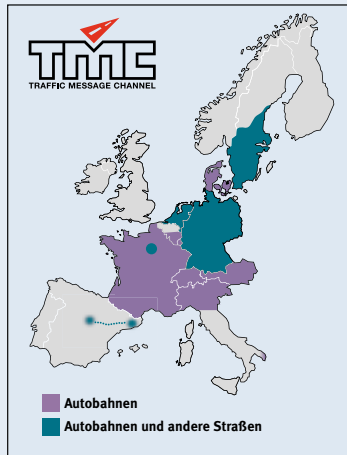 TMC
TRAFFIC MESSAGE CHANNEL
Autobahnen
Autobahnen und andere Straßen